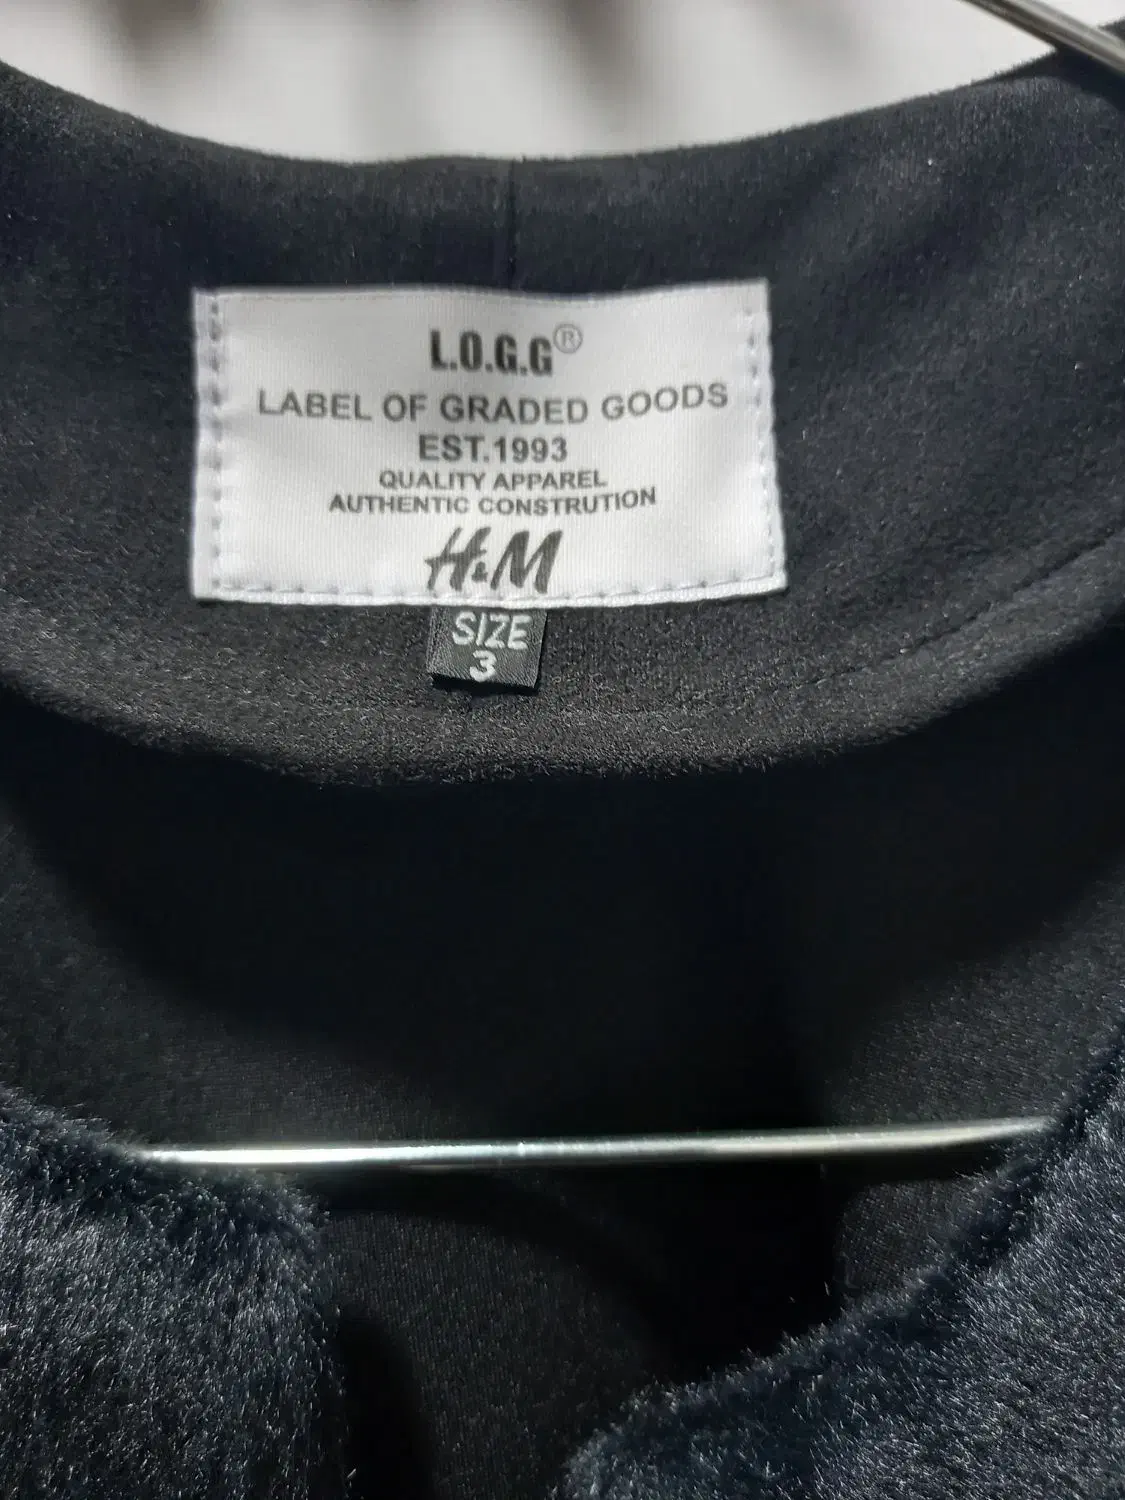 L.O.G.G®
LABEL OF GRADED GOODS
EST.1993
QUALITY APPAREL
AUTHENTIC CONSTRUTION
H&M
SIZE
3